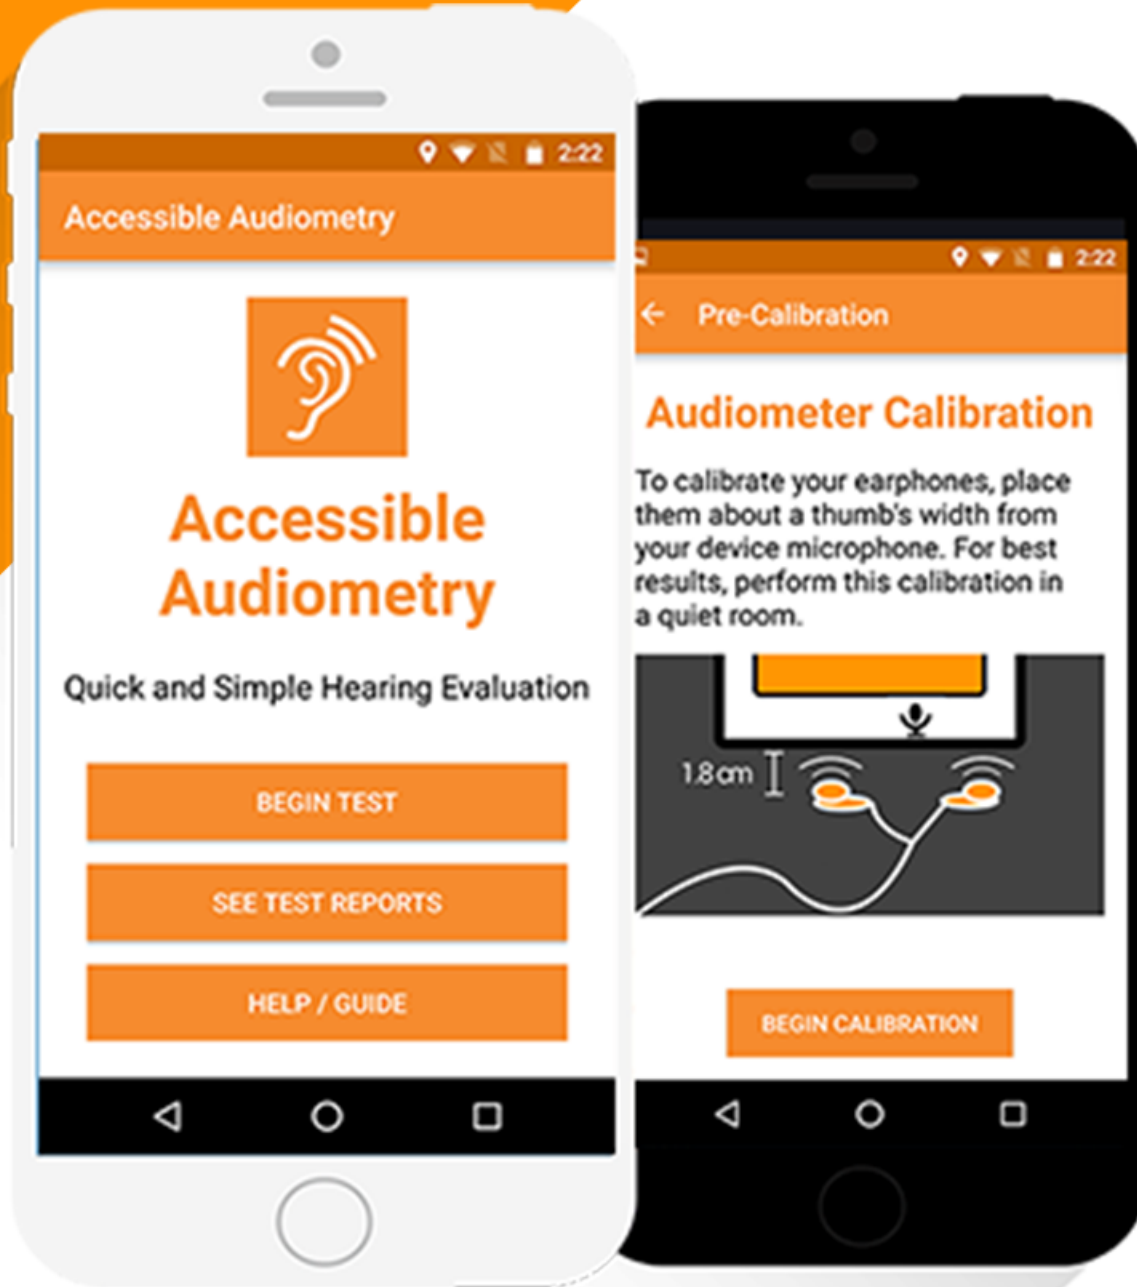 2:22
Accessible Audiometry
Accessible
Audiometry
Quick and Simple Hearing Evaluation
BEGIN TEST
SEE TEST REPORTS
HELP / GUIDE
2:22
Pre-Calibration
Audiometer Calibration
To calibrate your earphones, place
them about a thumb's width from
your device microphone. For best
results, perform this calibration in
a quiet room.
1.8cm
BEGIN CALIBRATION